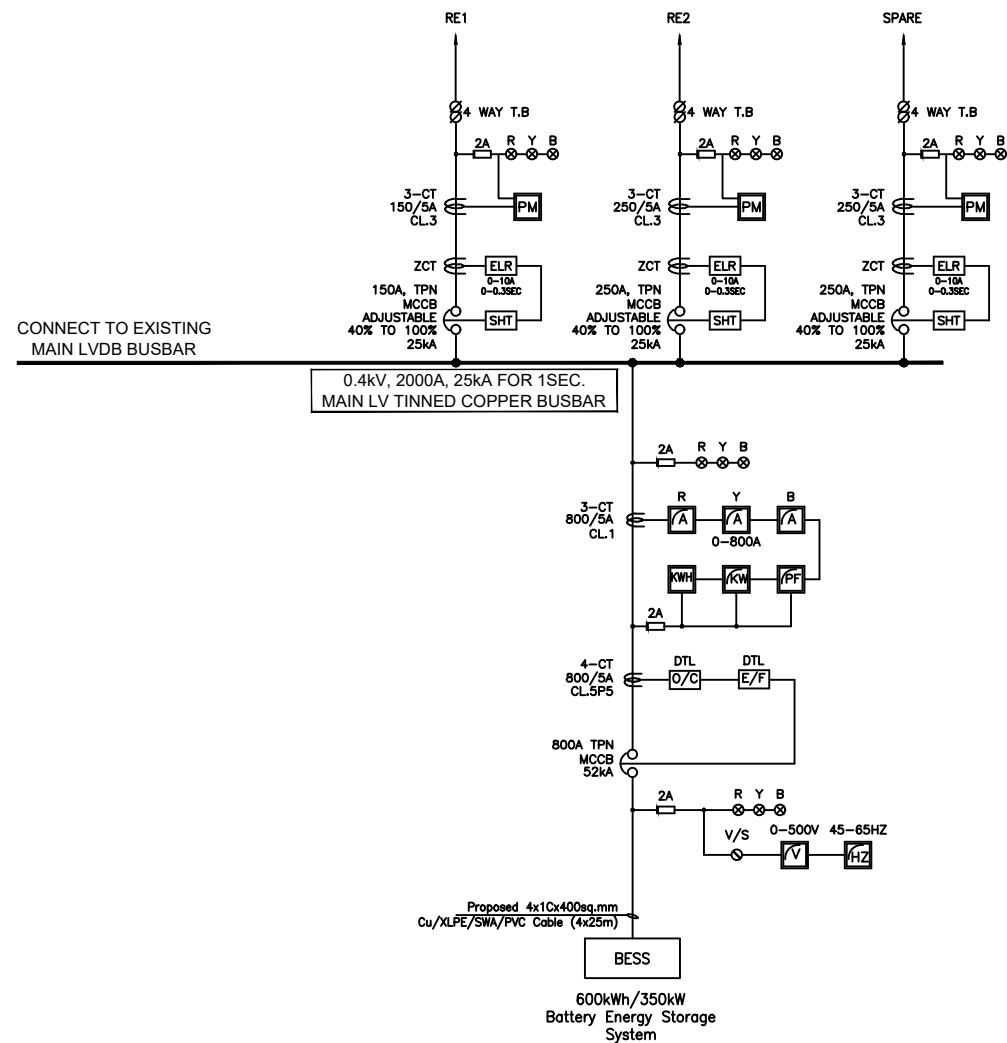 RE1
RE2
SPARE
4 WAY T.B
4 WAY T.B
4 WAY T.B
2A R Y B
2A R Y B
2A R Y B
3-CT
150/5A
CL.3
PM
3-CT
250/5A
CL.3
PM
3-CT
250/5A
CL.3
PM
ZCT
ELR
0-10A
0-0.3SEC
ZCT
ELR
0-10A
0-0.3SEC
ZCT
ELR
0-10A
0-0.3SEC
150A, TPN
MCCB
ADJUSTABLE
40% TO 100%
25kA
SHT
250A, TPN
MCCB
ADJUSTABLE
40% TO 100%
25kA
SHT
250A, TPN
MCCB
ADJUSTABLE
40% TO 100%
25kA
SHT
CONNECT TO EXISTING
MAIN LVDB BUSBAR
0.4kV, 2000A, 25kA FOR 1SEC.
MAIN LV TINNED COPPER BUSBAR
2A R Y B
3-CT
800/5A
CL.1
R Y B
A A A
0-800A
KWH KW PF
2A
4-CT
800/5A
CL.5P5
DTL DTL
O/C E/F
800A TPN
MCCB
52kA
2A R Y B
V/S 0-500V 45-65HZ
V HZ
Proposed 4x1Cx400sq.mm
Cu/XLPE/SWA/PVC Cable (4x25m)
BESS
600kWh/350kW
Battery Energy Storage
System